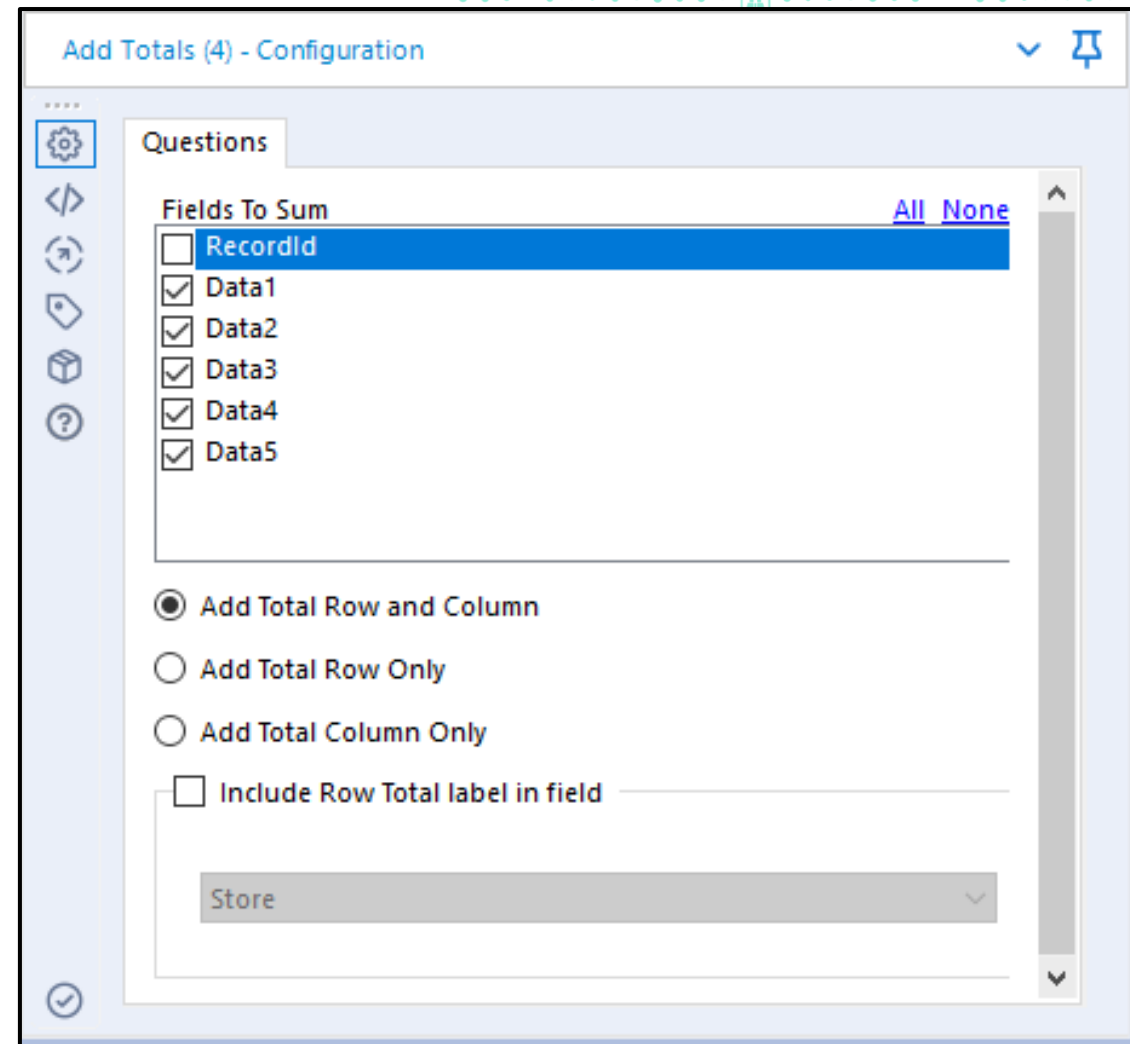 Add Totals (4) - Configuration
Questions
Fields To Sum All None
RecordId
Data1
Data2
Data3
Data4
Data5
Add Total Row and Column
Add Total Row Only
Add Total Column Only
Include Row Total label in field
Store